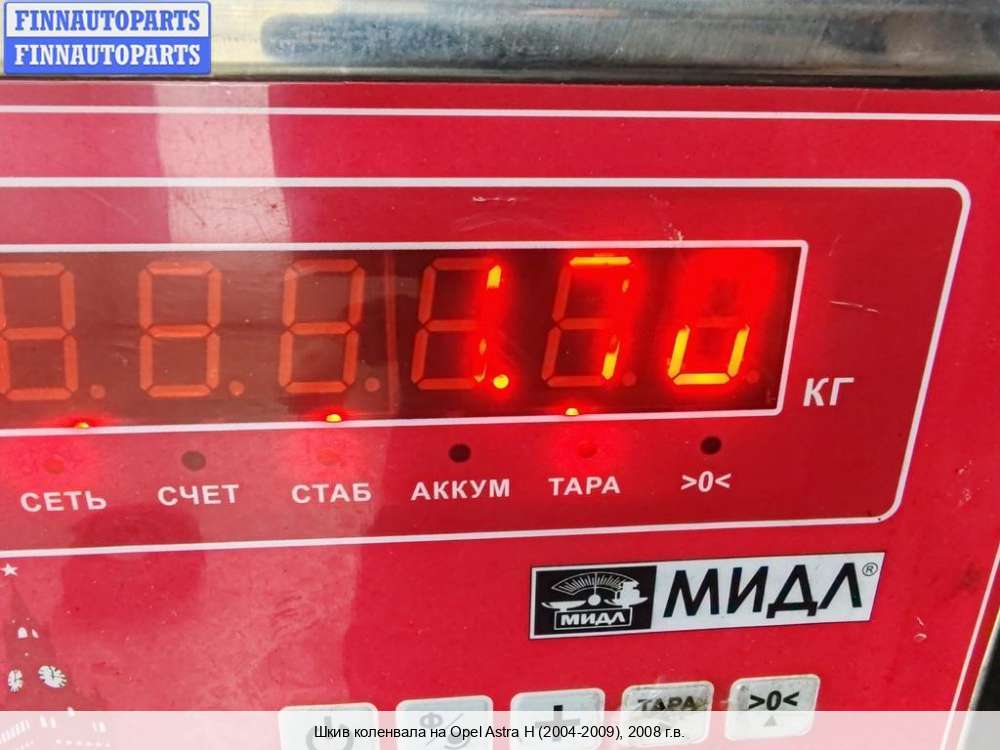 FINNAUTOPARTS
FINNAUTOPARTS
КГ
СЕТЬ СЧЕТ СТАБ АККУМ ТАРА >0<
МИДЛ МИДЛ®
ТАРА >0<
Шкив коленвала на Opel Astra H (2004-2009), 2008 г.в.